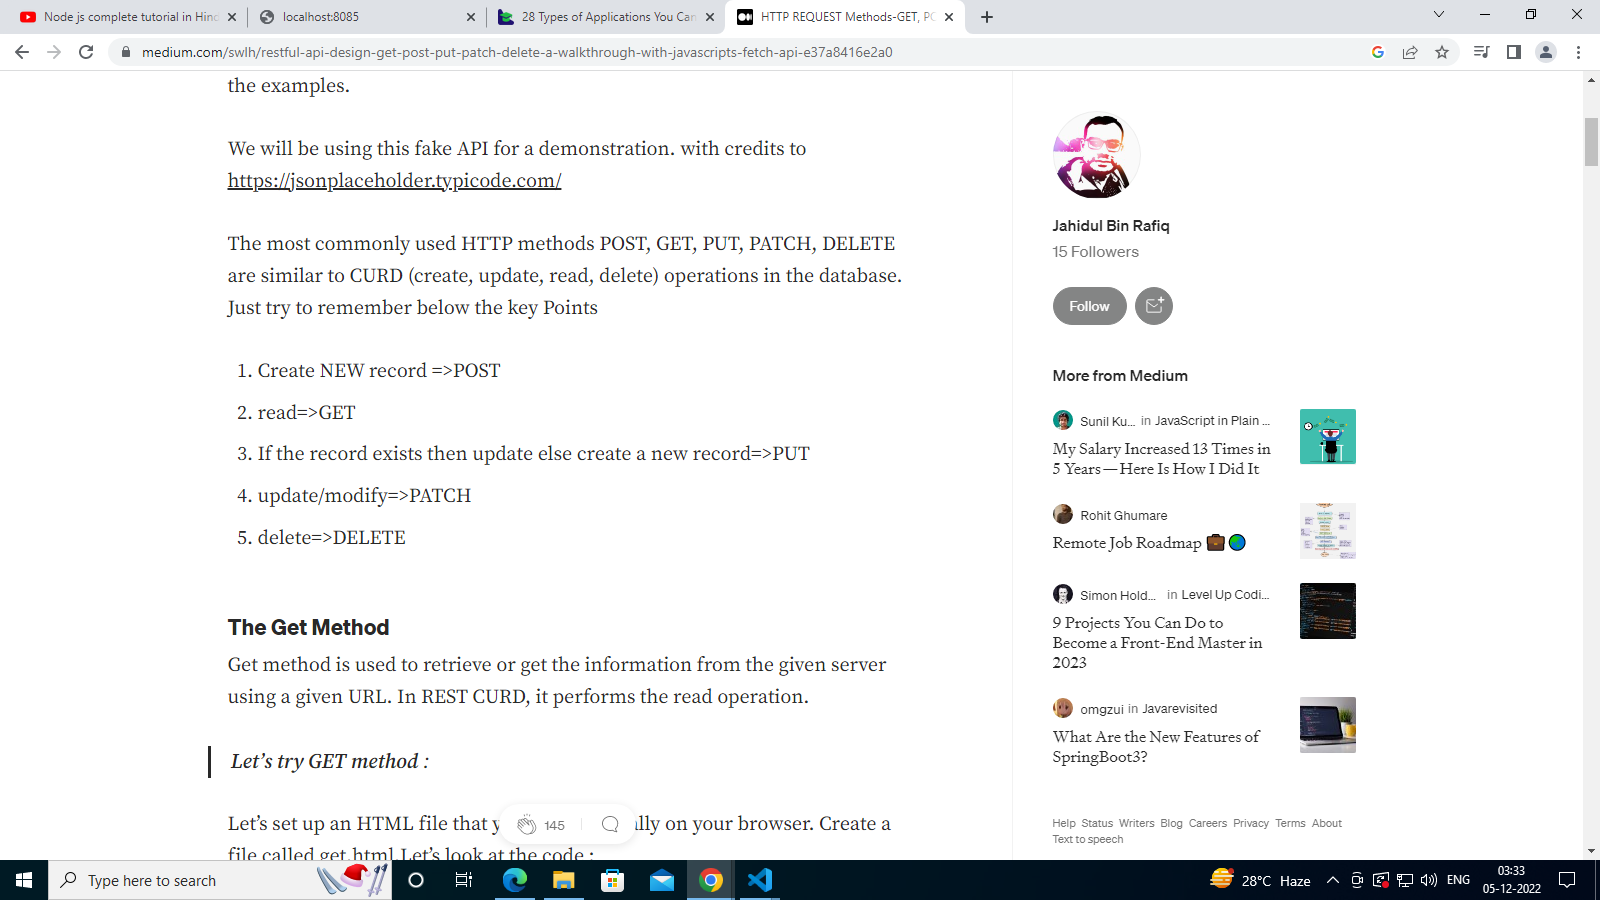 Node js complete tutorial in Hind
localhost:8085
28 Types of Applications You Can
HTTP REQUEST Methods-GET, PO
medium.com/swlh/restful-api-design-get-post-put-patch-delete-a-walkthrough-with-javascripts-fetch-api-e37a8416e2a0
the examples.
We will be using this fake API for a demonstration. with credits to
https://jsonplaceholder.typicode.com/
The most commonly used HTTP methods POST, GET, PUT, PATCH, DELETE
are similar to CURD (create, update, read, delete) operations in the database.
Just try to remember below the key Points
1. Create NEW record =>POST
2. read=>GET
3. If the record exists then update else create a new record=>PUT
4. update/modify=>PATCH
5. delete=>DELETE
The Get Method
Get method is used to retrieve or get the information from the given server
using a given URL. In REST CURD, it performs the read operation.
Let's try GET method :
Let's set up an HTML file that y
lly on your browser. Create a
145
file called get.html Let's look at the code :
Jahidul Bin Rafiq
15 Followers
Follow
More from Medium
Sunil Ku... in JavaScript in Plain ...
My Salary Increased 13 Times in
5 Years — Here Is How I Did It
Rohit Ghumare
Remote Job Roadmap 💼🌏
Simon Hold... in Level Up Codi...
9 Projects You Can Do to
Become a Front-End Master in
2023
omgzui in Javarevisited
What Are the New Features of
SpringBoot3?
Help Status Writers Blog Careers Privacy Terms About
Text to speech
Type here to search
28°C Haze
ENG
03:33
05-12-2022